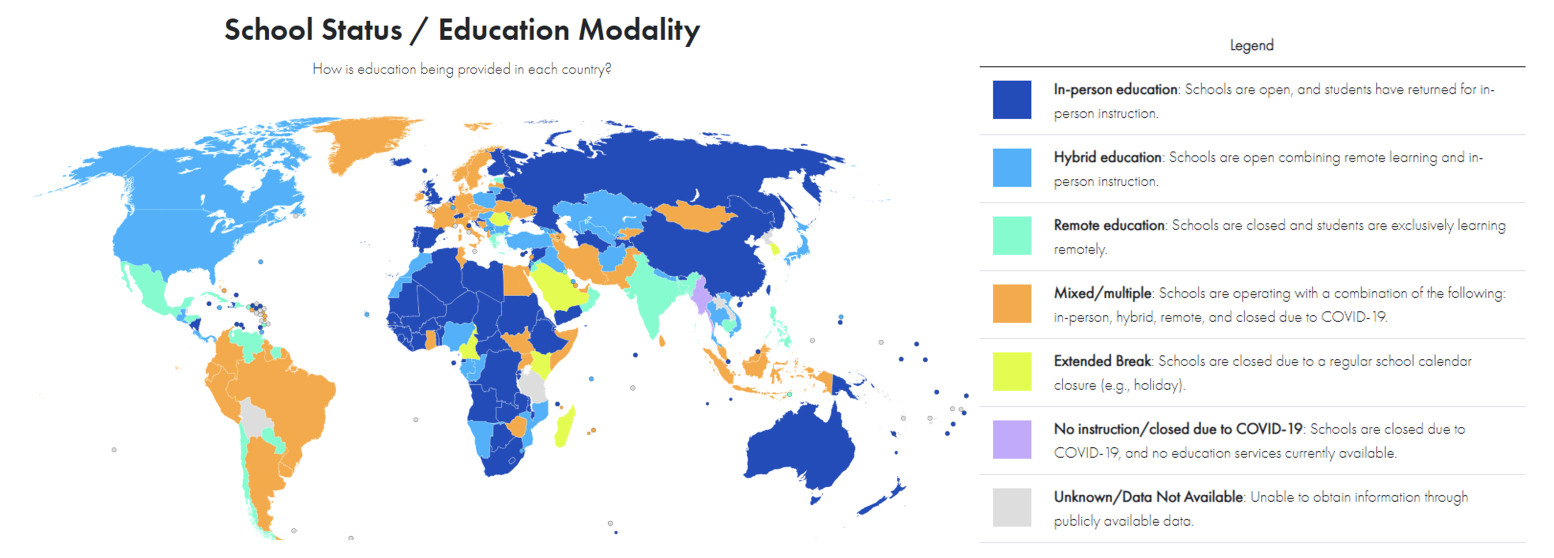 School Status / Education Modality
How is education being provided in each country?
Legend
In-person education: Schools are open, and students have returned for in-
person instruction.
Hybrid education: Schools are open combining remote learning and in-
person instruction.
Remote education: Schools are closed and students are exclusively learning
remotely.
Mixed/multiple: Schools are operating with a combination of the following:
in-person, hybrid, remote, and closed due to COVID-19.
Extended Break: Schools are closed due to a regular school calendar
closure (e.g., holiday).
No instruction/closed due to COVID-19: Schools are closed due to
COVID-19, and no education services currently available.
Unknown/Data Not Available: Unable to obtain information through
publicly available data.